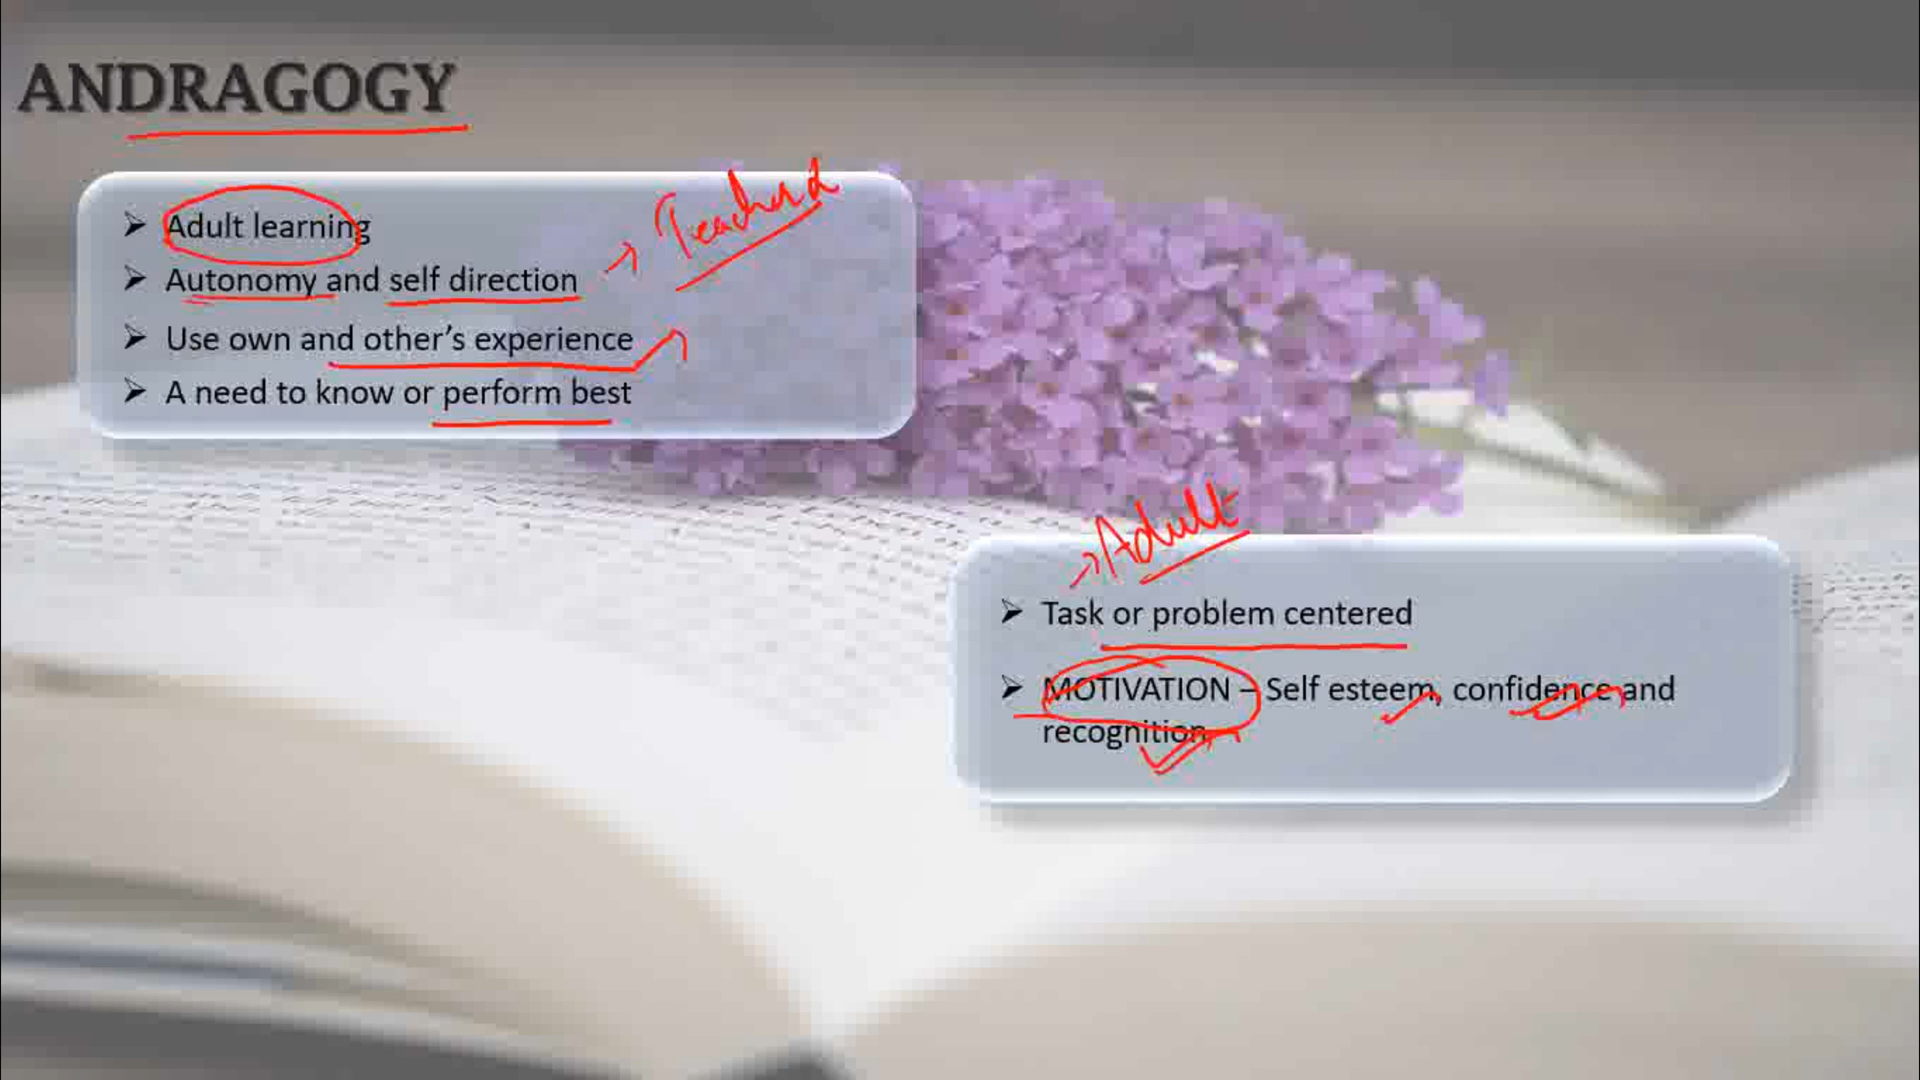 ANDRAGOGY
Adult learning
Autonomy and self direction
Use own and other's experience
A need to know or perform best
Adult
Task or problem centered
MOTIVATION – Self esteem, confidence and
recognition